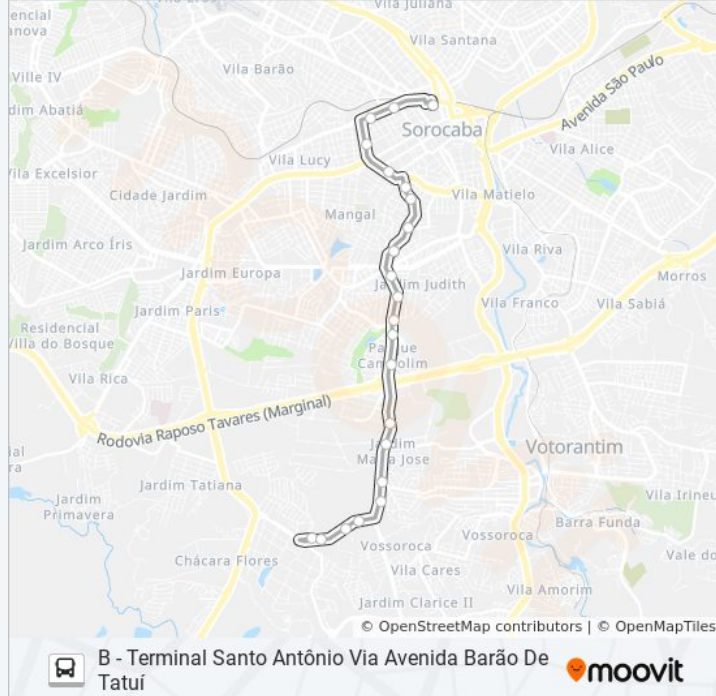 Vila Juliana
Vila Santana
Ville IV
Vila Barão
dim Abatiá
Avenida São Paulo
Sorocaba
Vila Alice
Vila Lucy
Vila Excelsior
Cidade Jardim
Vila Matielo
Mangal
Jardim Arco Íris
Vila Riva
Jardim Europa
Jardim Judith
Morros
Vila Franco
Vila Sabiá
Jardim Paris
Residencial
Villa do Bosque
Parque
Campolim
Vila Rica
Rodovia Raposo Tavares (Marginal)
Jardim
Maria Jose
Votorantim
Jardim Tatiana
Vila Irineu
Jardim
Primavera
Barra Funda
Vossoroca
Vossoroca
Chácara Flores
Vale do
Vila Cares
Vila Amorim
Jardim Clarice II
© OpenStreetMap contributors | © OpenMapTiles
B - Terminal Santo Antônio Via Avenida Barão De
Tatuí
moovit